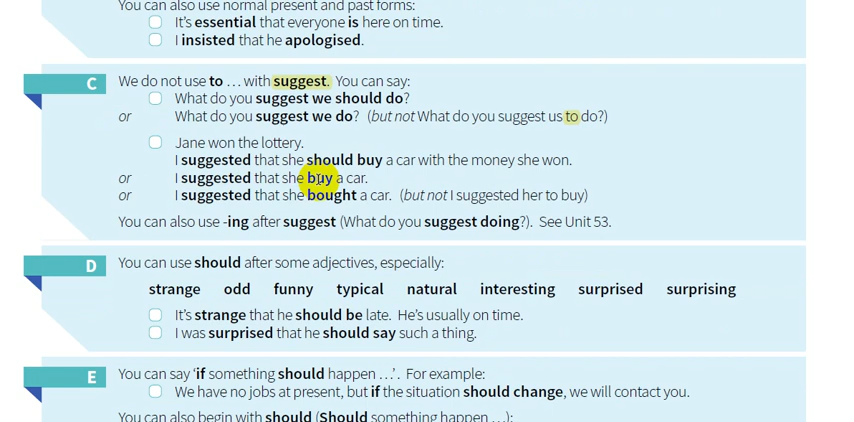 You can also use normal present and past forms:
It's essential that everyone is here on time.
I insisted that he apologised.
C
We do not use to … with suggest. You can say:
What do you suggest we should do?
or What do you suggest we do? (but not What do you suggest us to do?)
Jane won the lottery.
I suggested that she should buy a car with the money she won.
or I suggested that she buy a car.
or I suggested that she bought a car. (but not I suggested her to buy)
You can also use -ing after suggest (What do you suggest doing?). See Unit 53.
D
You can use should after some adjectives, especially:
strange odd funny typical natural interesting surprised surprising
It's strange that he should be late. He's usually on time.
I was surprised that he should say such a thing.
E
You can say 'if something should happen …'. For example:
We have no jobs at present, but if the situation should change, we will contact you.
You can also begin with should (Should something happen …):